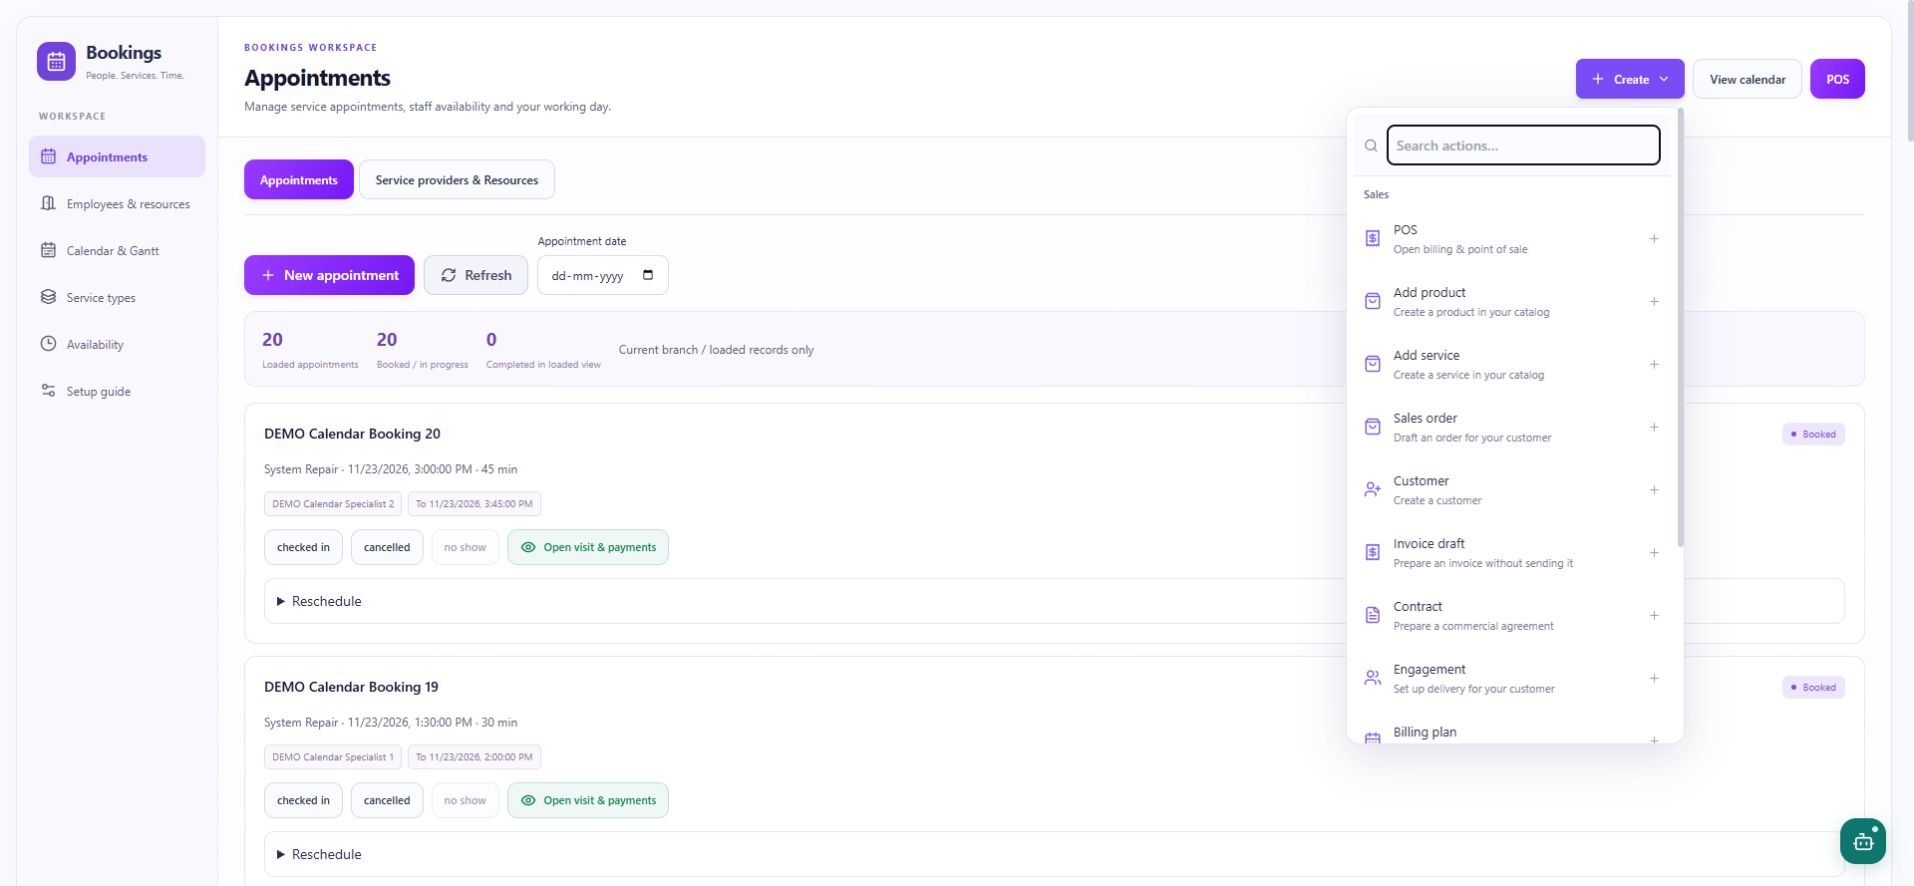 Bookings
People. Services. Time.
WORKSPACE
Appointments
Employees & resources
Calendar & Gantt
Service types
Availability
Setup guide
BOOKINGS WORKSPACE
Appointments
Manage service appointments, staff availability and your working day.
Create
View calendar
POS
Appointments
Service providers & Resources
Appointment date
New appointment
Refresh
dd-mm-yyyy
20
Loaded appointments
20
Booked / in progress
0
Completed in loaded view
Current branch / loaded records only
DEMO Calendar Booking 20
Booked
System Repair · 11/23/2026, 3:00:00 PM · 45 min
DEMO Calendar Specialist 2
To 11/23/2026, 3:45:00 PM
checked in
cancelled
no show
Open visit & payments
Reschedule
DEMO Calendar Booking 19
Booked
System Repair · 11/23/2026, 1:30:00 PM · 30 min
DEMO Calendar Specialist 1
To 11/23/2026, 2:00:00 PM
checked in
cancelled
no show
Open visit & payments
Reschedule
Search actions...
Sales
POS
Open billing & point of sale
Add product
Create a product in your catalog
Add service
Create a service in your catalog
Sales order
Draft an order for your customer
Customer
Create a customer
Invoice draft
Prepare an invoice without sending it
Contract
Prepare a commercial agreement
Engagement
Set up delivery for your customer
Billing plan